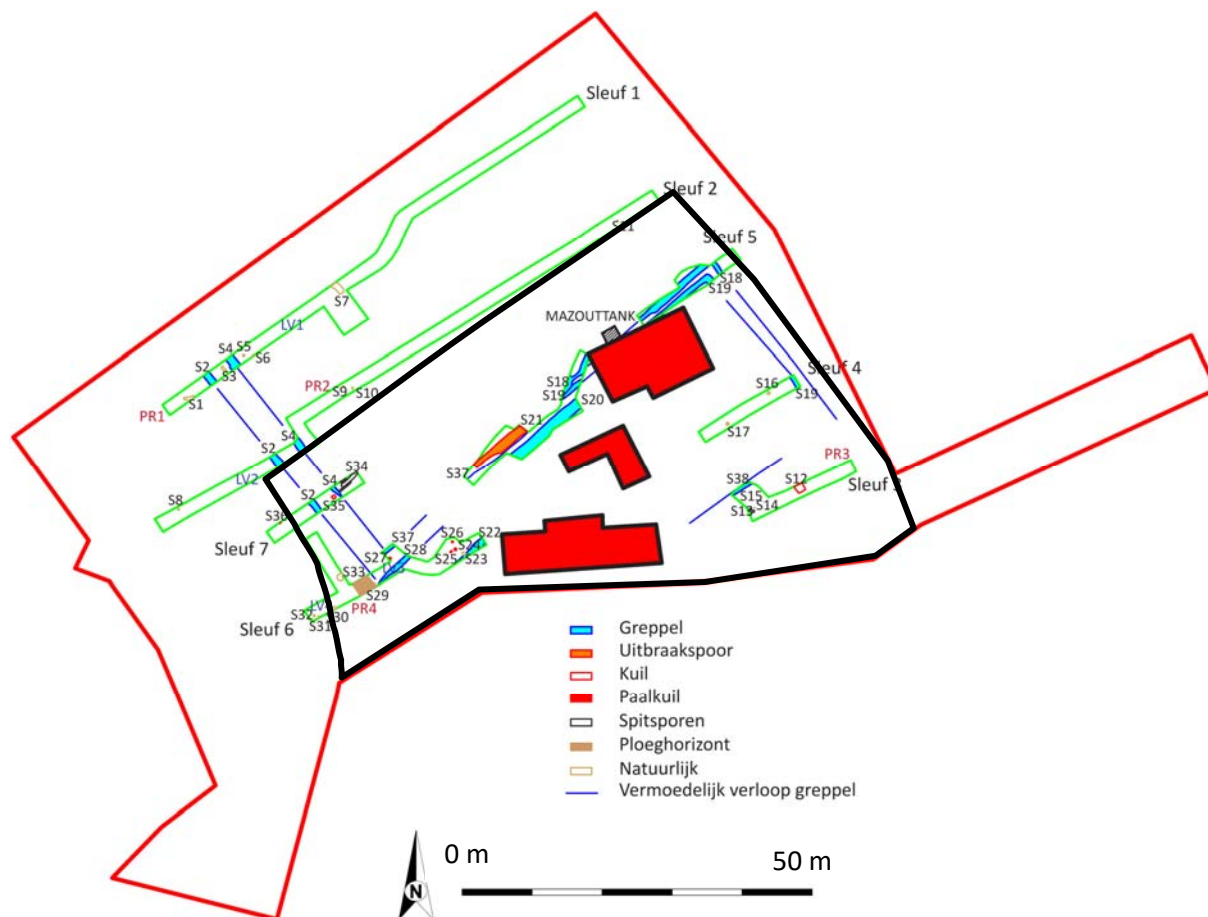 Sleuf 1
Sleuf 2
S11
Sleuf 5
S18
S19
S7
MAZOUTTANK
LV1
S5
S4
S6
S2
S3
S1
PR1
PR2
S9
S10
S18
S19
S20
S21
S16
Sleuf 4
S19
S17
S4
S2
LV2
S8
S34
S4
S2
S35
S36
S37
PR3
S38
S12
S15
S14
S13
Sleuf 3
Sleuf 7
S37
S28
S27
S26
S22
S24
S25
S23
S33
S29
PR4
S32
S31
Sleuf 6
Greppel
Uitbraakspoor
Kuil
Paalkuil
Spitsporen
Ploeghorizont
Natuurlijk
Vermoedelijk verloop greppel
0 m
50 m
N